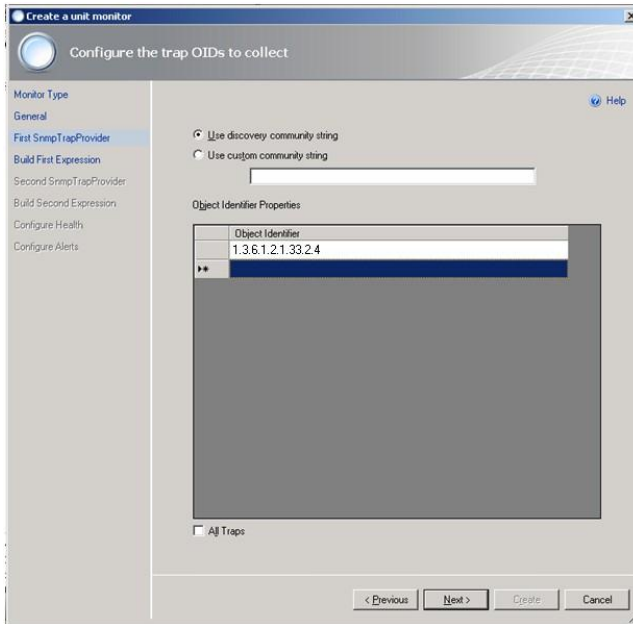 Create a unit monitor
Configure the trap OIDs to collect
Monitor Type
General
First SnmpTrapProvider
Build First Expression
Second SnmpTrapProvider
Build Second Expression
Configure Health
Configure Alerts
Help
Use discovery community string
Use custom community string
Object Identifier Properties
Object Identifier
1.3.6.1.2.1.33.2.4
All Traps
< Previous
Next >
Create
Cancel